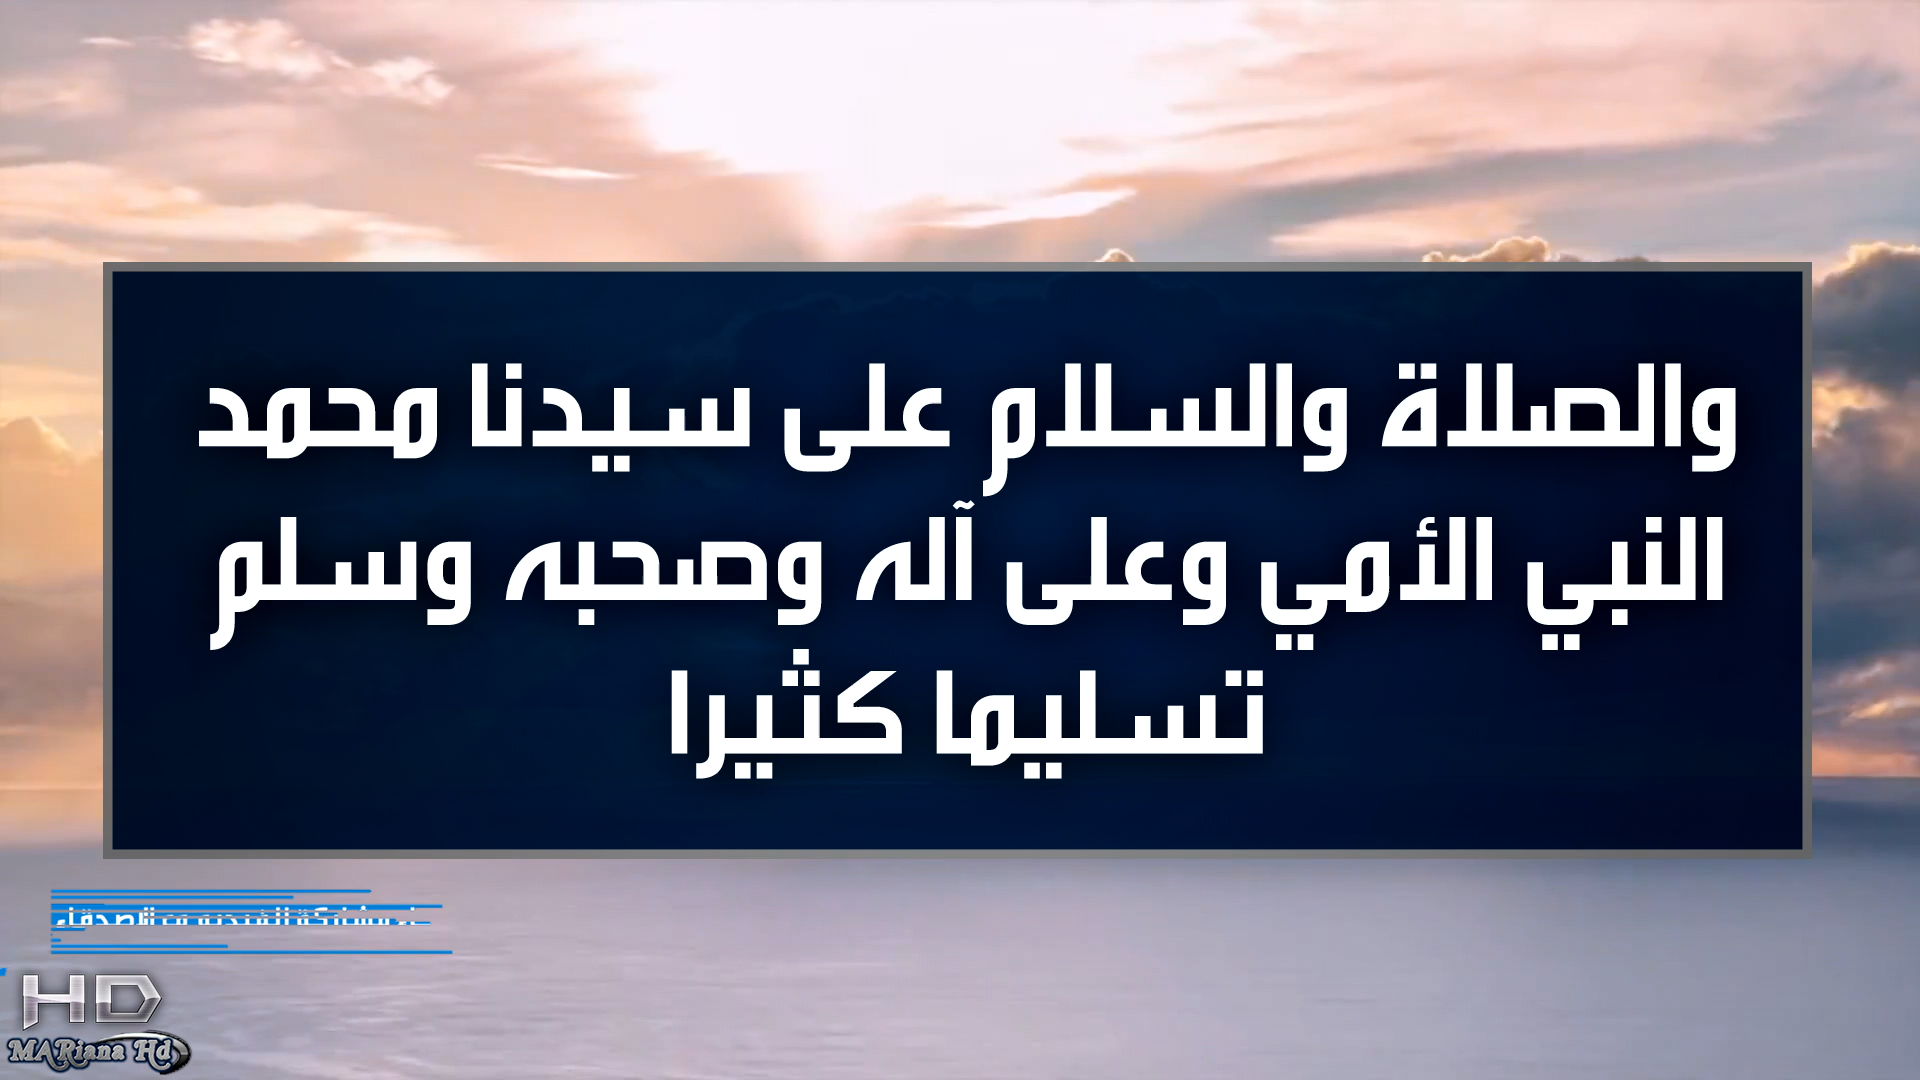 والصلاة والسلام على سيدنا محمد
النبي الأمي وعلى آله وصحبه وسلم
تسليما كثيرا
HD
MARiana Hd